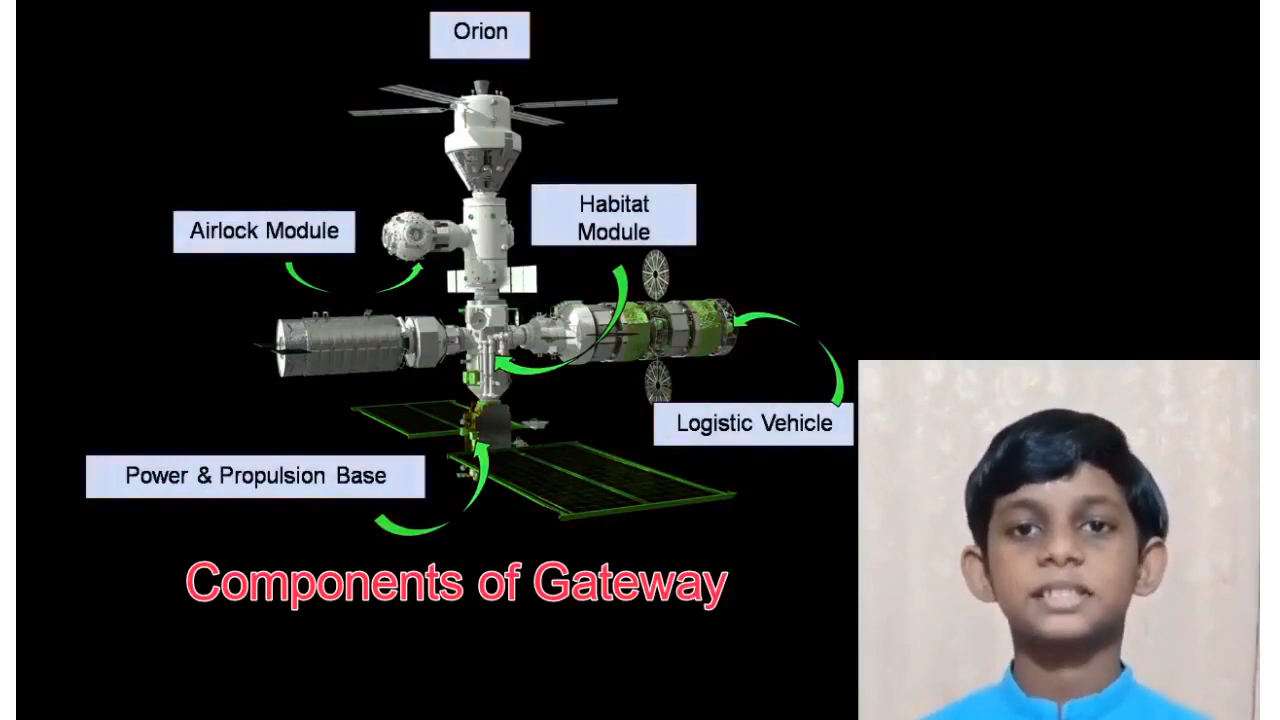 Orion
Habitat
Module
Airlock Module
Logistic Vehicle
Power & Propulsion Base
Components of Gateway